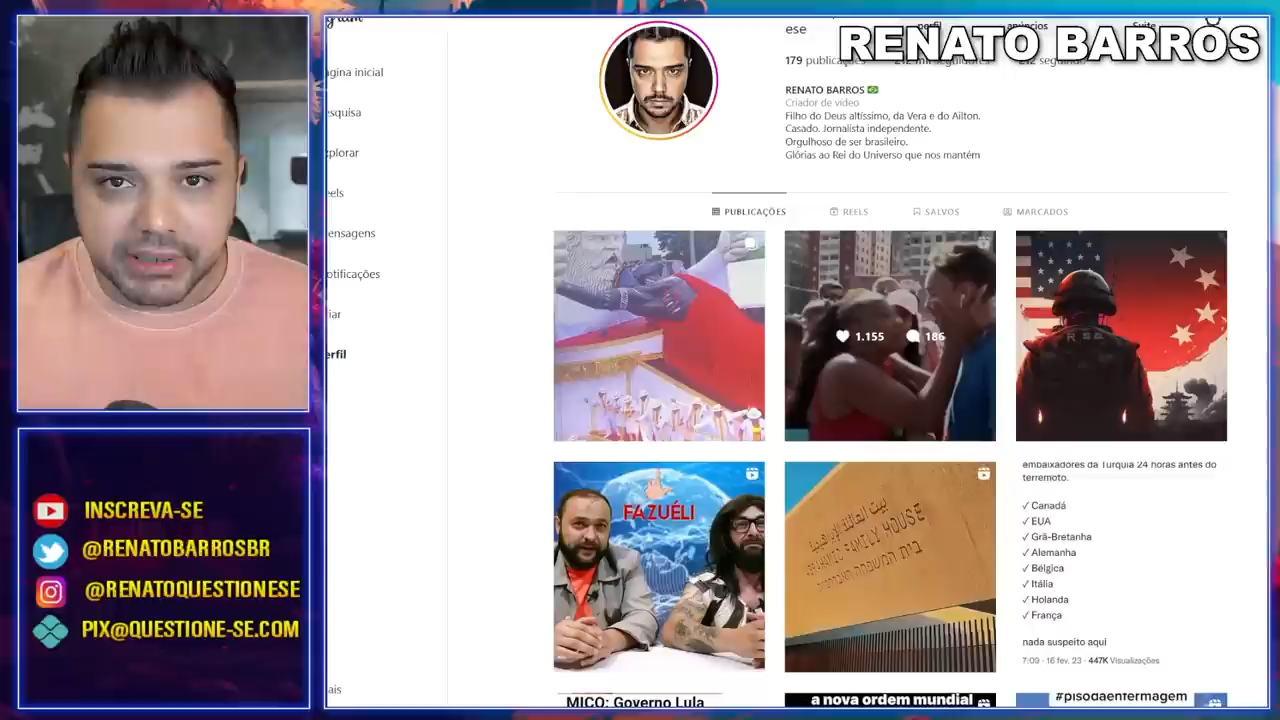 RENATO BARROS
ágina inicial
esquisa
xplorar
eels
ensagens
otificações
iar
erfil
ais
ese
179 publicações
RENATO BARROS
Criador de vídeo
Filho do Deus altíssimo, da Vera e do Ailton.
Casado. Jornalista independente.
Orgulhoso de ser brasileiro.
Glórias ao Rei do Universo que nos mantém
PUBLICAÇÕES
REELS
SALVOS
MARCADOS
1.155 186
FAZUÉLI
FAMILY HOUSE
embaixadores da Turquia 24 horas antes do
terremoto.
✓ Canadá
✓ EUA
✓ Grã-Bretanha
✓ Alemanha
✓ Bélgica
✓ Itália
✓ Holanda
✓ França
nada suspeito aqui
7:09 · 16 fev. 23 · 447K Visualizações
MICO: Governo Lula
a nova ordem mundial
#pisodaenfermagem
INSCREVA-SE
@RENATOBARROSBR
@RENATOQUESTIONESE
PIX@QUESTIONE-SE.COM